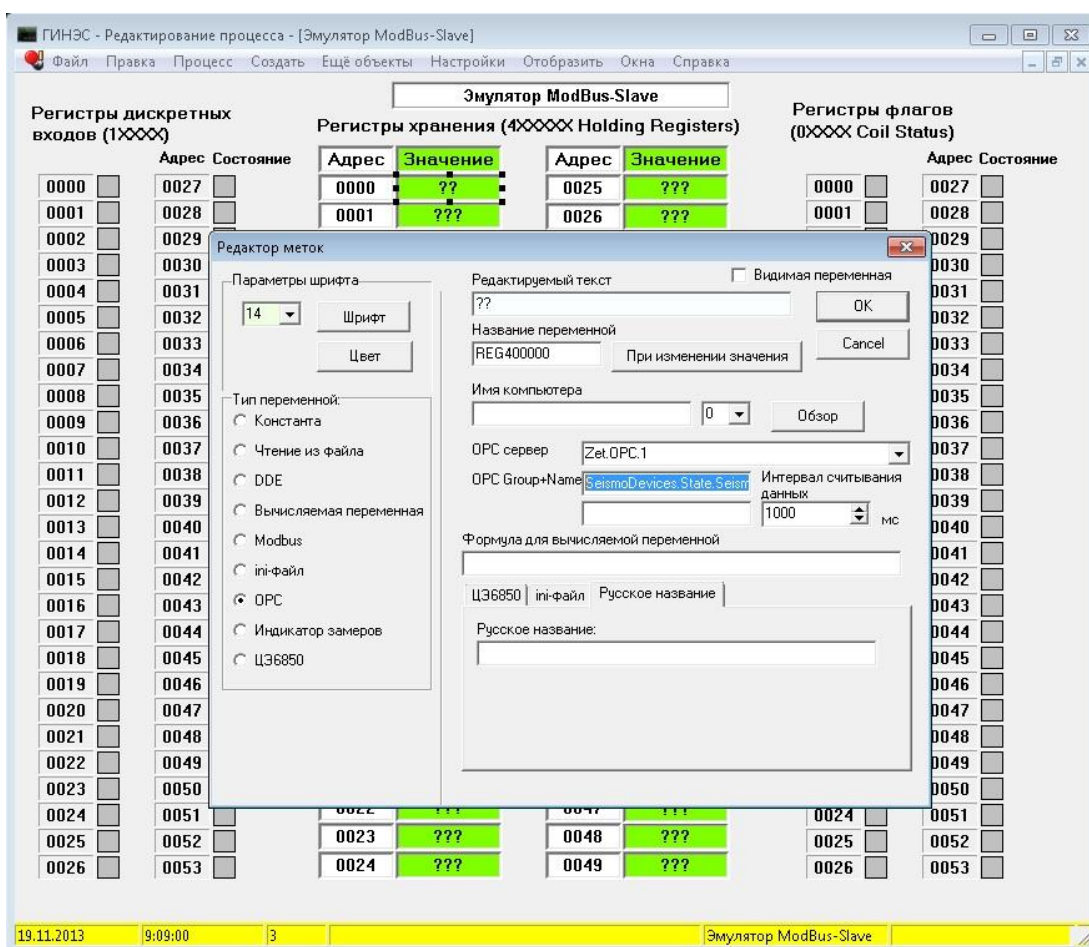 ГИНЭС - Редактирование процесса - [Эмулятор ModBus-Slave]
Файл Правка Процесс Создать Ещё объекты Настройки Отобразить Окна Справка
Эмулятор ModBus-Slave
Регистры дискретных
входов (1XXXX)
Регистры хранения (4XXXXX Holding Registers)
Регистры флагов
(0XXXX Coil Status)
Адрес Состояние Адрес Значение Адрес Значение Адрес Состояние
0000 0027 0000 ?? 0025 ??? 0000 0027
0001 0028 0001 ??? 0026 ??? 0001 0028
0002 0029 0029
0003 0030 0030
0004 0031 0031
0005 0032 0032
0006 0033 0033
0007 0034 0034
0008 0035 0035
0009 0036 0036
0010 0037 0037
0011 0038 0038
0012 0039 0039
0013 0040 0040
0014 0041 0041
0015 0042 0042
0016 0043 0043
0017 0044 0044
0018 0045 0045
0019 0046 0046
0020 0047 0047
0021 0048 0048
0022 0049 0049
0023 0050 0050
0024 0051 0022 ??? 0047 ??? 0024 0051
0025 0052 0023 ??? 0048 ??? 0025 0052
0026 0053 0024 ??? 0049 ??? 0026 0053
Редактор меток
Параметры шрифта
14 Шрифт
Цвет
Тип переменной:
Константа
Чтение из файла
DDE
Вычисляемая переменная
Modbus
ini-файл
OPC
Индикатор замеров
ЦЭ6850
Редактируемый текст
Видимая переменная
??
OK
Название переменной
REG400000
При изменении значения
Cancel
Имя компьютера
0 Обзор
OPC сервер Zet.OPC.1
OPC Group+Name SeismoDevices.State.Seism
Интервал считывания
данных
1000 мс
Формула для вычисляемой переменной
ЦЭ6850 ini-файл Русское название
Русское название:
19.11.2013 9:09:00 3 Эмулятор ModBus-Slave